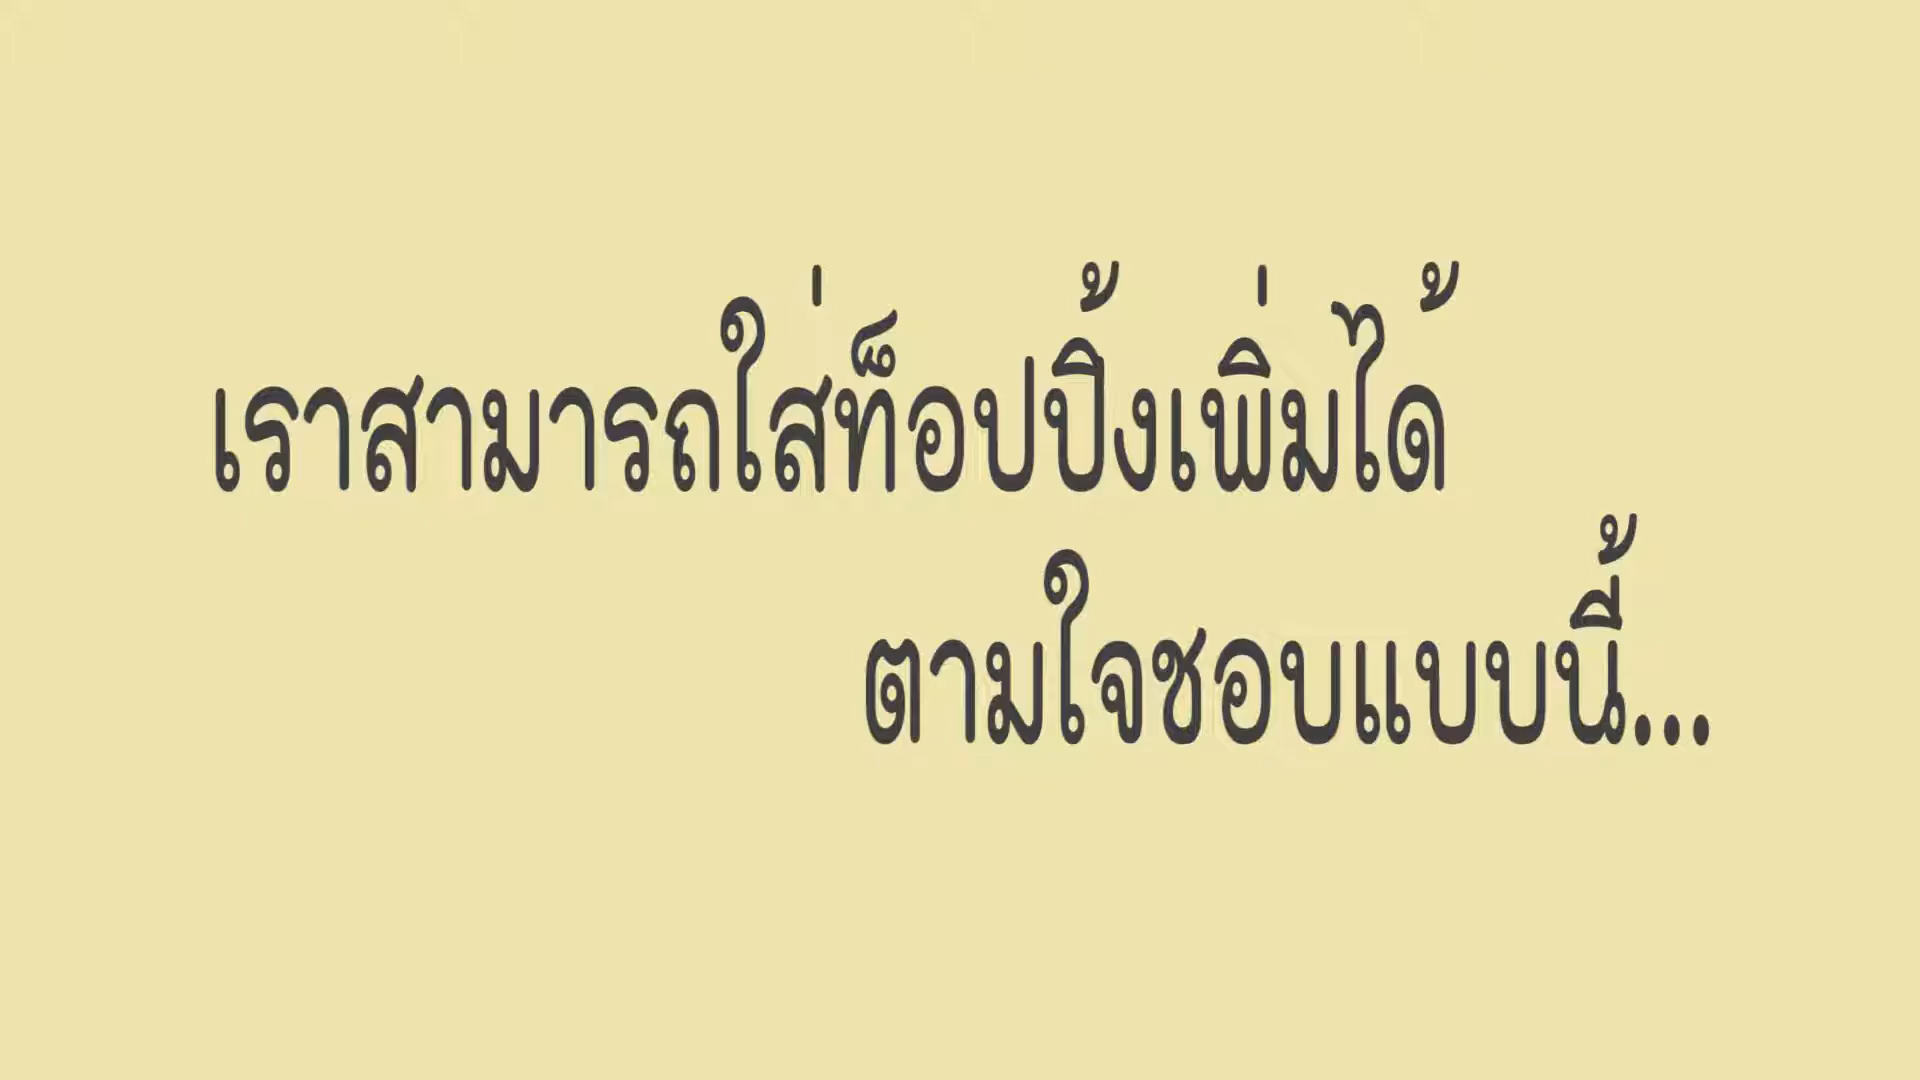 เราสามารถใส่ท็อปปิ้งเพิ่มได้
ตามใจชอบแบบนี้...